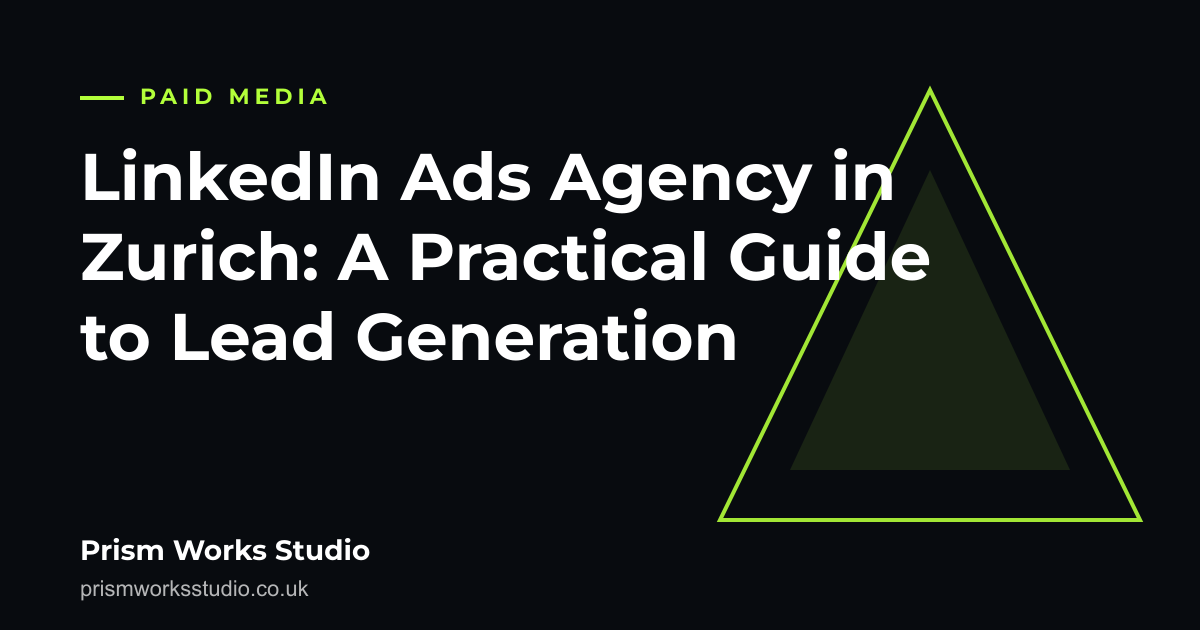 PAID MEDIA
LinkedIn Ads Agency in
Zurich: A Practical Guide
to Lead Generation
Prism Works Studio
prismworksstudio.co.uk